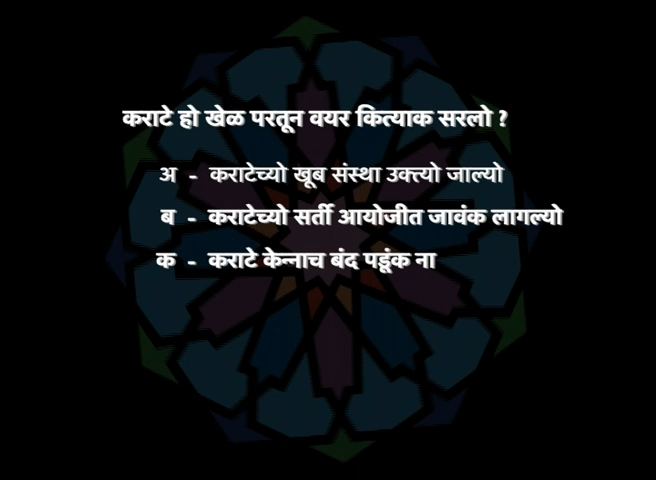 कराटे हो खेळ परतून वयर कित्याक सरलो ?
अ - कराटेच्यो खूब संस्था उक्त्यो जाल्यो
ब - कराटेच्यो सर्ती आयोजीत जावंक लागल्यो
क - कराटे केन्नाच बंद पडूंक ना